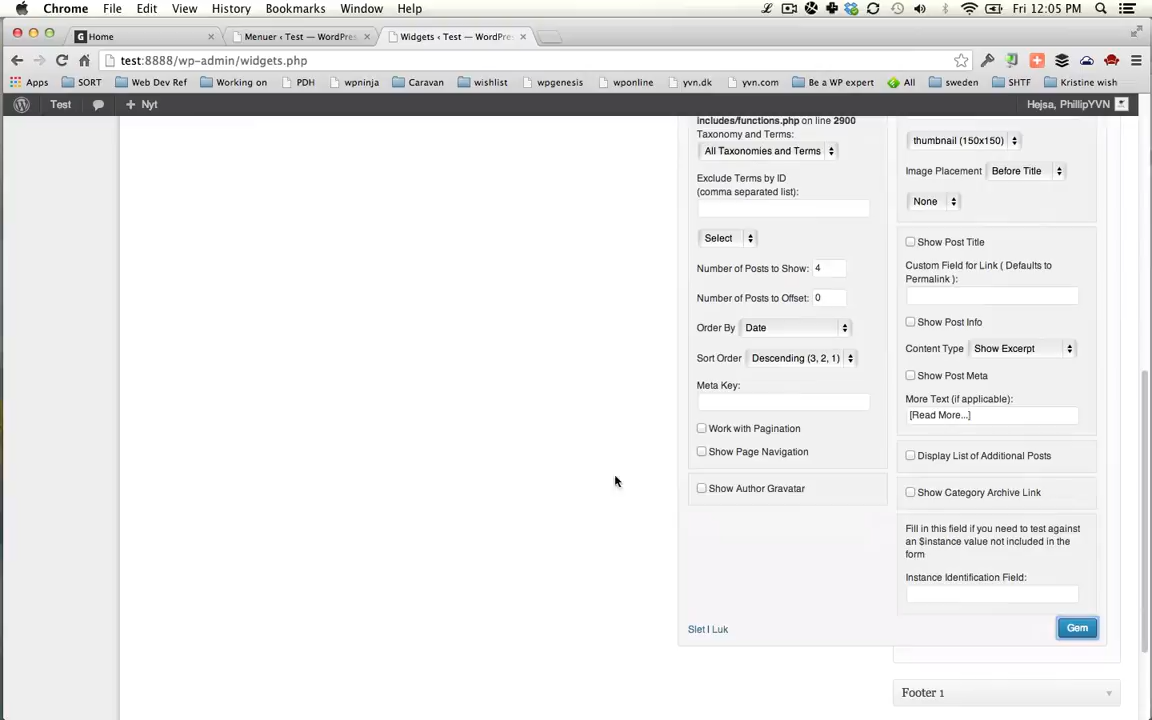 Chrome File Edit View History Bookmarks Window Help Fri 12:05 PM
Home Menuer ‹ Test — WordPres Widgets ‹ Test — WordPre
test:8888/wp-admin/widgets.php
Apps SORT Web Dev Ref Working on PDH wpninja Caravan wishlist wpgenesis wponline yvn.dk yvn.com Be a WP expert All sweden SHTF Kristine wish
Test Nyt Hejsa, PhillipYVN
includes/functions.php on line 2900
Taxonomy and Terms:
All Taxonomies and Terms
Exclude Terms by ID
(comma separated list):
Select
Number of Posts to Show: 4
Number of Posts to Offset: 0
Order By Date
Sort Order Descending (3, 2, 1)
Meta Key:
Work with Pagination
Show Page Navigation
Show Author Gravatar
Slet | Luk
thumbnail (150x150)
Image Placement Before Title
None
Show Post Title
Custom Field for Link ( Defaults to
Permalink ):
Show Post Info
Content Type Show Excerpt
Show Post Meta
More Text (if applicable):
[Read More...]
Display List of Additional Posts
Show Category Archive Link
Fill in this field if you need to test against
an $instance value not included in the
form
Instance Identification Field:
Gem
Footer 1